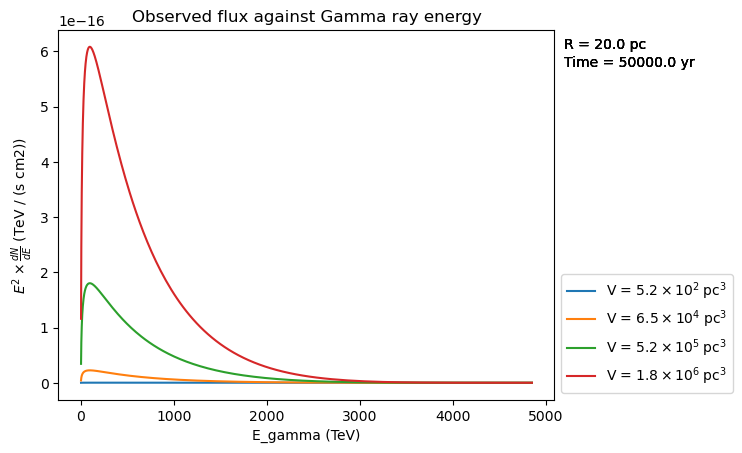 Observed flux against Gamma ray energy
1e−16
R = 20.0 pc
Time = 50000.0 yr
6
5
4
3
2
1
0
E² × dN/dE (TeV / (s cm2))
0 1000 2000 3000 4000 5000
E_gamma (TeV)
V = 5.2 × 10² pc³
V = 6.5 × 10⁴ pc³
V = 5.2 × 10⁵ pc³
V = 1.8 × 10⁶ pc³